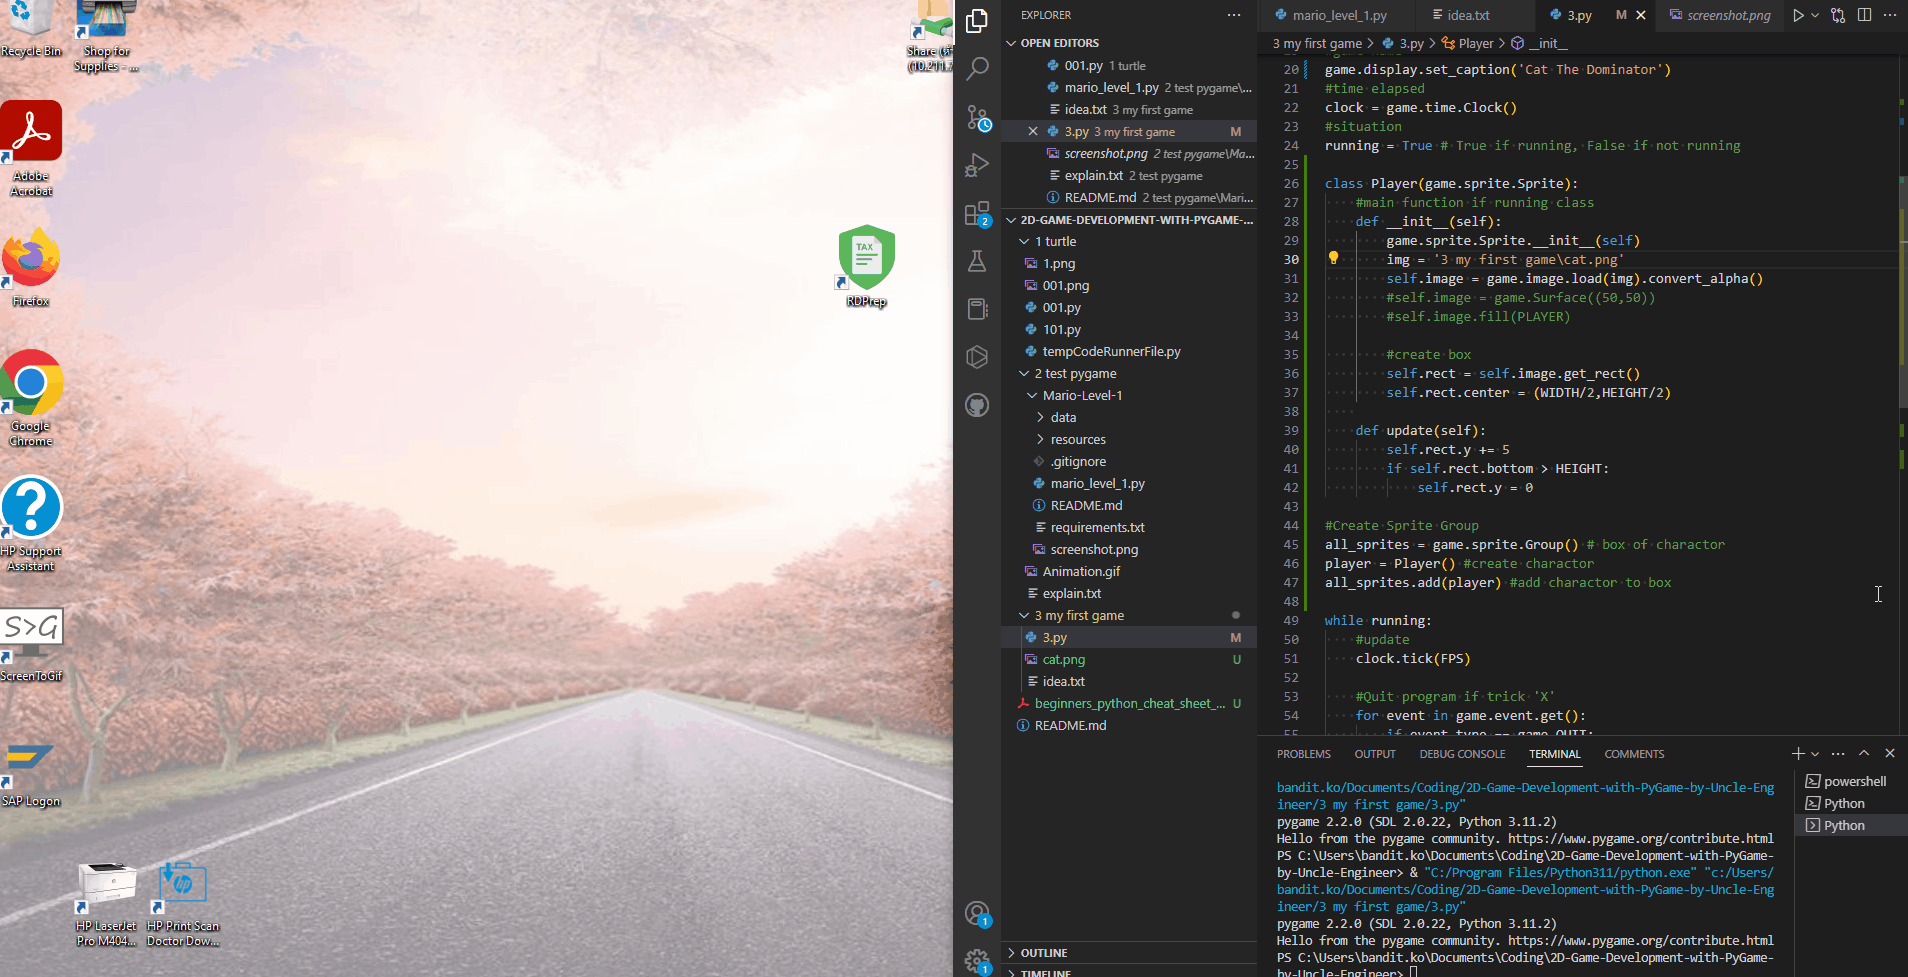 Recycle Bin
Shop for
Supplies - ...
Share (
(10.211.7
Adobe
Acrobat
Firefox
TAX
RDPrep
Google
Chrome
?
HP Support
Assistant
S>G
ScreenToGif
SAP Logon
HP LaserJet
Pro M404...
hp
HP Print Scan
Doctor Dow...
EXPLORER
OPEN EDITORS
001.py 1 turtle
mario_level_1.py 2 test pygame\...
idea.txt 3 my first game
3.py 3 my first game M
screenshot.png 2 test pygame\Ma...
explain.txt 2 test pygame
README.md 2 test pygame\Mari...
2D-GAME-DEVELOPMENT-WITH-PYGAME-...
1 turtle
1.png
001.png
001.py
101.py
tempCodeRunnerFile.py
2 test pygame
Mario-Level-1
data
resources
.gitignore
mario_level_1.py
README.md
requirements.txt
screenshot.png
Animation.gif
explain.txt
3 my first game
3.py M
cat.png U
idea.txt
beginners_python_cheat_sheet_... U
README.md
OUTLINE
TIMELINE
2
1
1
mario_level_1.py
idea.txt
3.py M
screenshot.png
3 my first game > 3.py > Player > __init__
20 game.display.set_caption('Cat The Dominator')
21 #time elapsed
22 clock = game.time.Clock()
23 #situation
24 running = True # True if running, False if not running
25
26 class Player(game.sprite.Sprite):
27 #main function if running class
28 def __init__(self):
29 game.sprite.Sprite.__init__(self)
30 img = '3 my first game\cat.png'
31 self.image = game.image.load(img).convert_alpha()
32 #self.image = game.Surface((50,50))
33 #self.image.fill(PLAYER)
34
35 #create box
36 self.rect = self.image.get_rect()
37 self.rect.center = (WIDTH/2,HEIGHT/2)
38
39 def update(self):
40 self.rect.y += 5
41 if self.rect.bottom > HEIGHT:
42 self.rect.y = 0
43
44 #Create Sprite Group
45 all_sprites = game.sprite.Group() # box of charactor
46 player = Player() #create charactor
47 all_sprites.add(player) #add charactor to box
48
49 while running:
50 #update
51 clock.tick(FPS)
52
53 #Quit program if trick 'X'
54 for event in game.event.get():
55 if event.type == game.QUIT:
PROBLEMS OUTPUT DEBUG CONSOLE TERMINAL COMMENTS
bandit.ko/Documents/Coding/2D-Game-Development-with-PyGame-by-Uncle-Eng
ineer/3 my first game/3.py"
pygame 2.2.0 (SDL 2.0.22, Python 3.11.2)
Hello from the pygame community. https://www.pygame.org/contribute.html
PS C:\Users\bandit.ko\Documents\Coding\2D-Game-Development-with-PyGame-
by-Uncle-Engineer> & "C:/Program Files/Python311/python.exe" "c:/Users/
bandit.ko/Documents/Coding/2D-Game-Development-with-PyGame-by-Uncle-Eng
ineer/3 my first game/3.py"
pygame 2.2.0 (SDL 2.0.22, Python 3.11.2)
Hello from the pygame community. https://www.pygame.org/contribute.html
PS C:\Users\bandit.ko\Documents\Coding\2D-Game-Development-with-PyGame-
by-Uncle-Engineer>
powershell
Python
Python